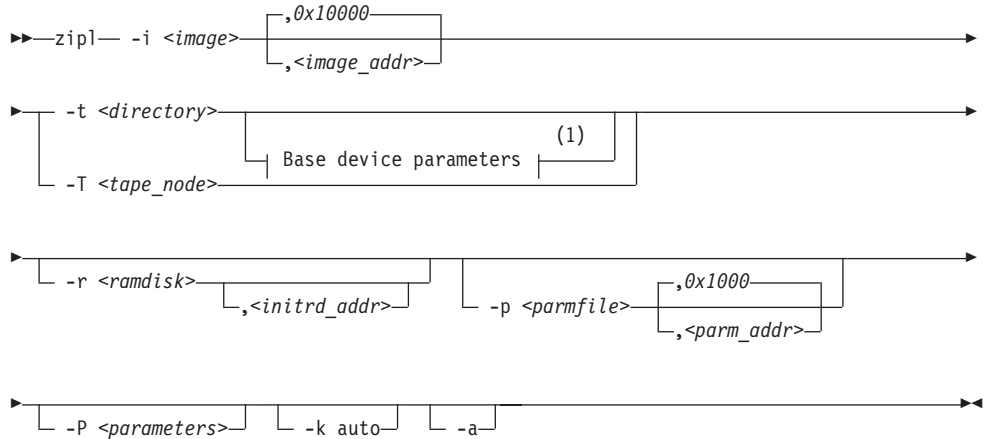 ,0x10000
zipl -i <image>
,<image_addr>
-t <directory>
(1)
Base device parameters
-T <tape_node>
-r <ramdisk>
,<initrd_addr>
,0x1000
-p <parmfile>
,<parm_addr>
-P <parameters>
-k auto
-a